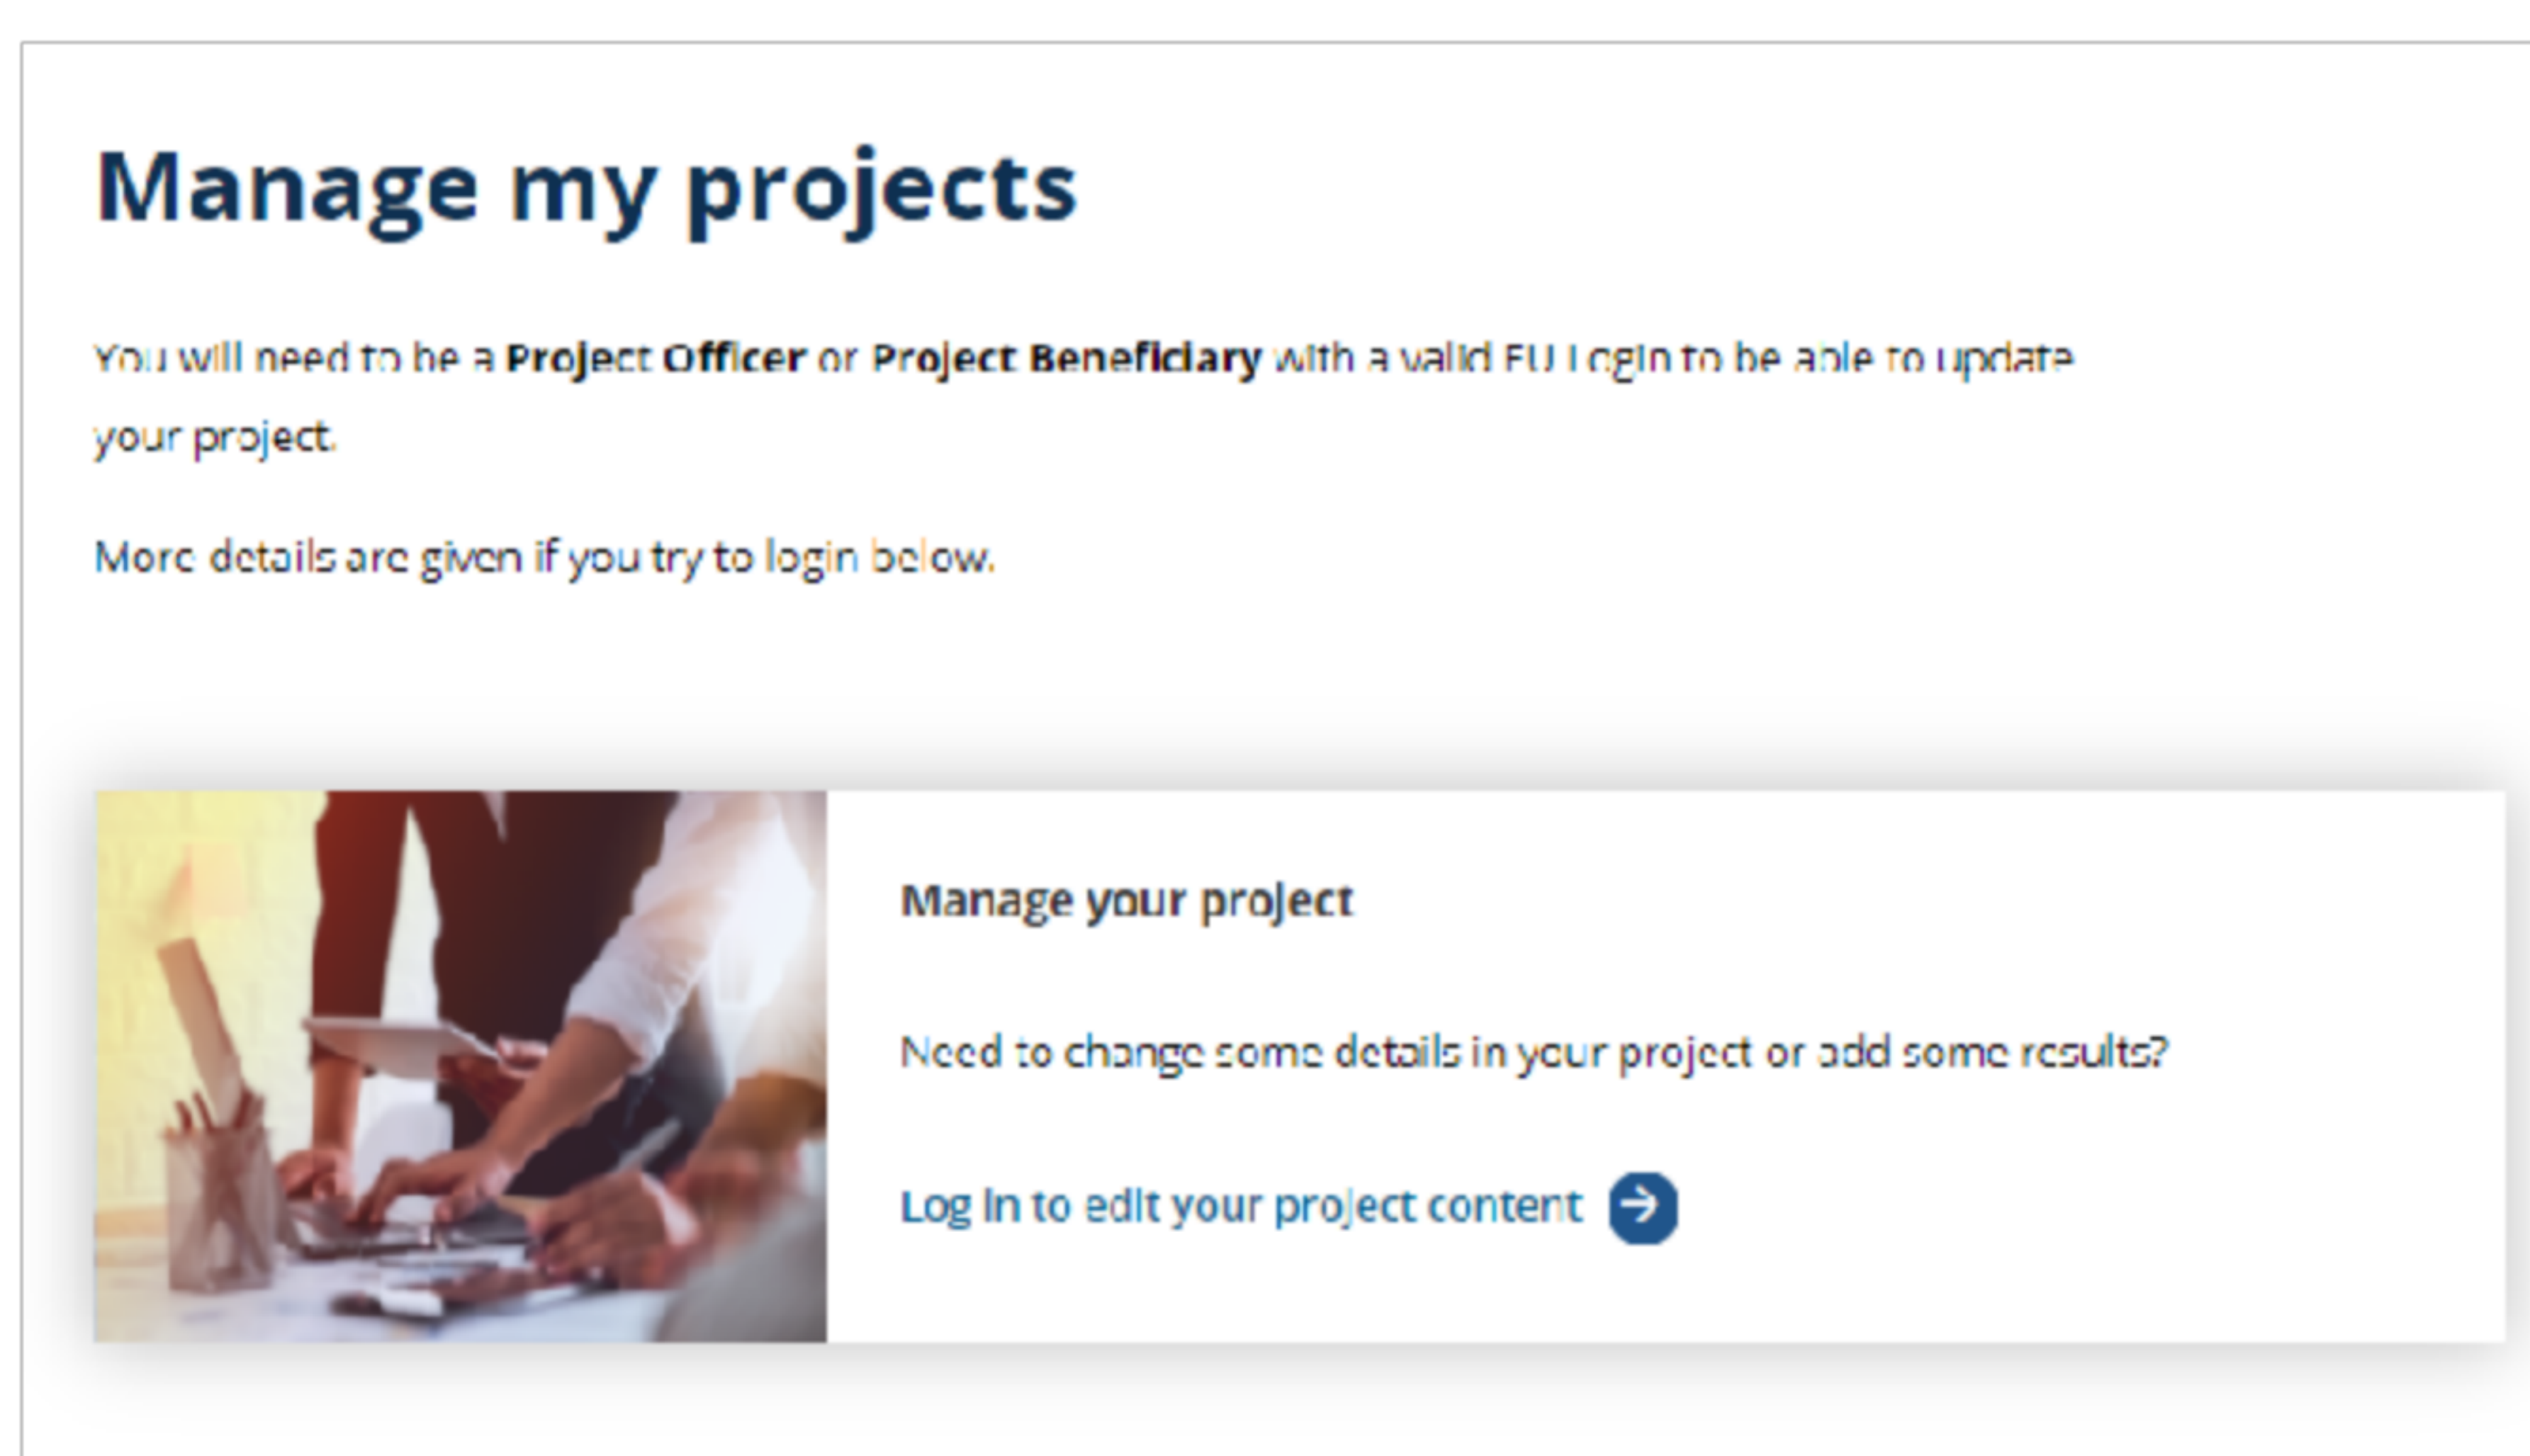 Manage my projects
You will need to be a Project Officer or Project Beneficiary with a valid EU Login to be able to update
your project.
More details are given if you try to login below.
Manage your project
Need to change some details in your project or add some results?
Log in to edit your project content